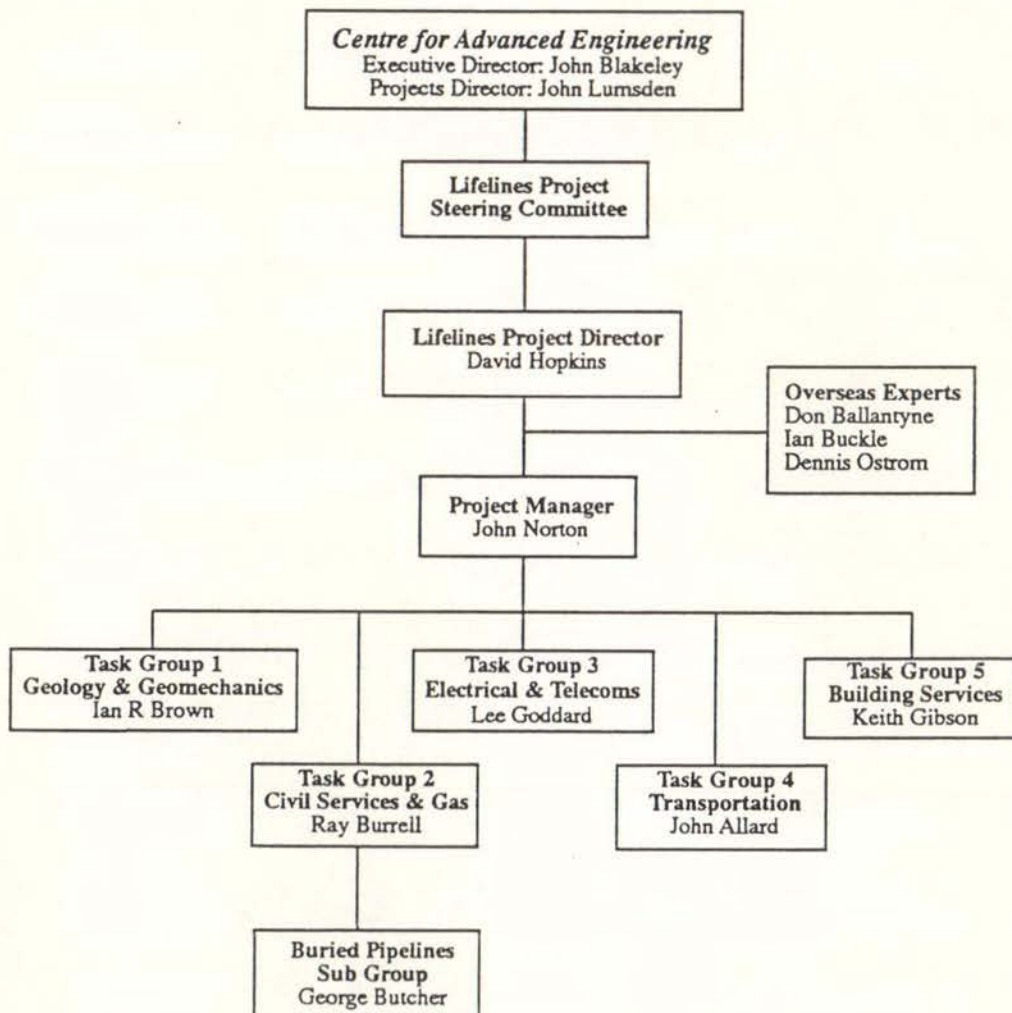 Centre for Advanced Engineering
Executive Director: John Blakeley
Projects Director: John Lumsden
Lifelines Project
Steering Committee
Lifelines Project Director
David Hopkins
Overseas Experts
Don Ballantyne
Ian Buckle
Dennis Ostrom
Project Manager
John Norton
Task Group 1
Geology & Geomechanics
Ian R Brown
Task Group 3
Electrical & Telecoms
Lee Goddard
Task Group 5
Building Services
Keith Gibson
Task Group 2
Civil Services & Gas
Ray Burrell
Task Group 4
Transportation
John Allard
Buried Pipelines
Sub Group
George Butcher